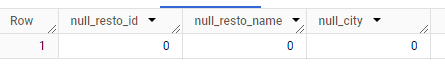 Row null_resto_id null_resto_name null_city
1 0 0 0